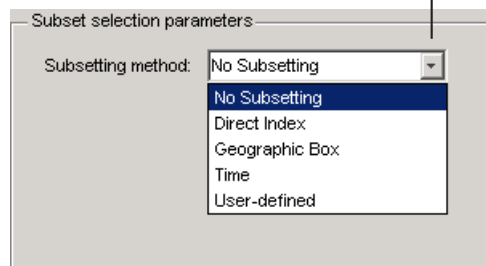 Subset selection parameters
Subsetting method: No Subsetting
No Subsetting
Direct Index
Geographic Box
Time
User-defined